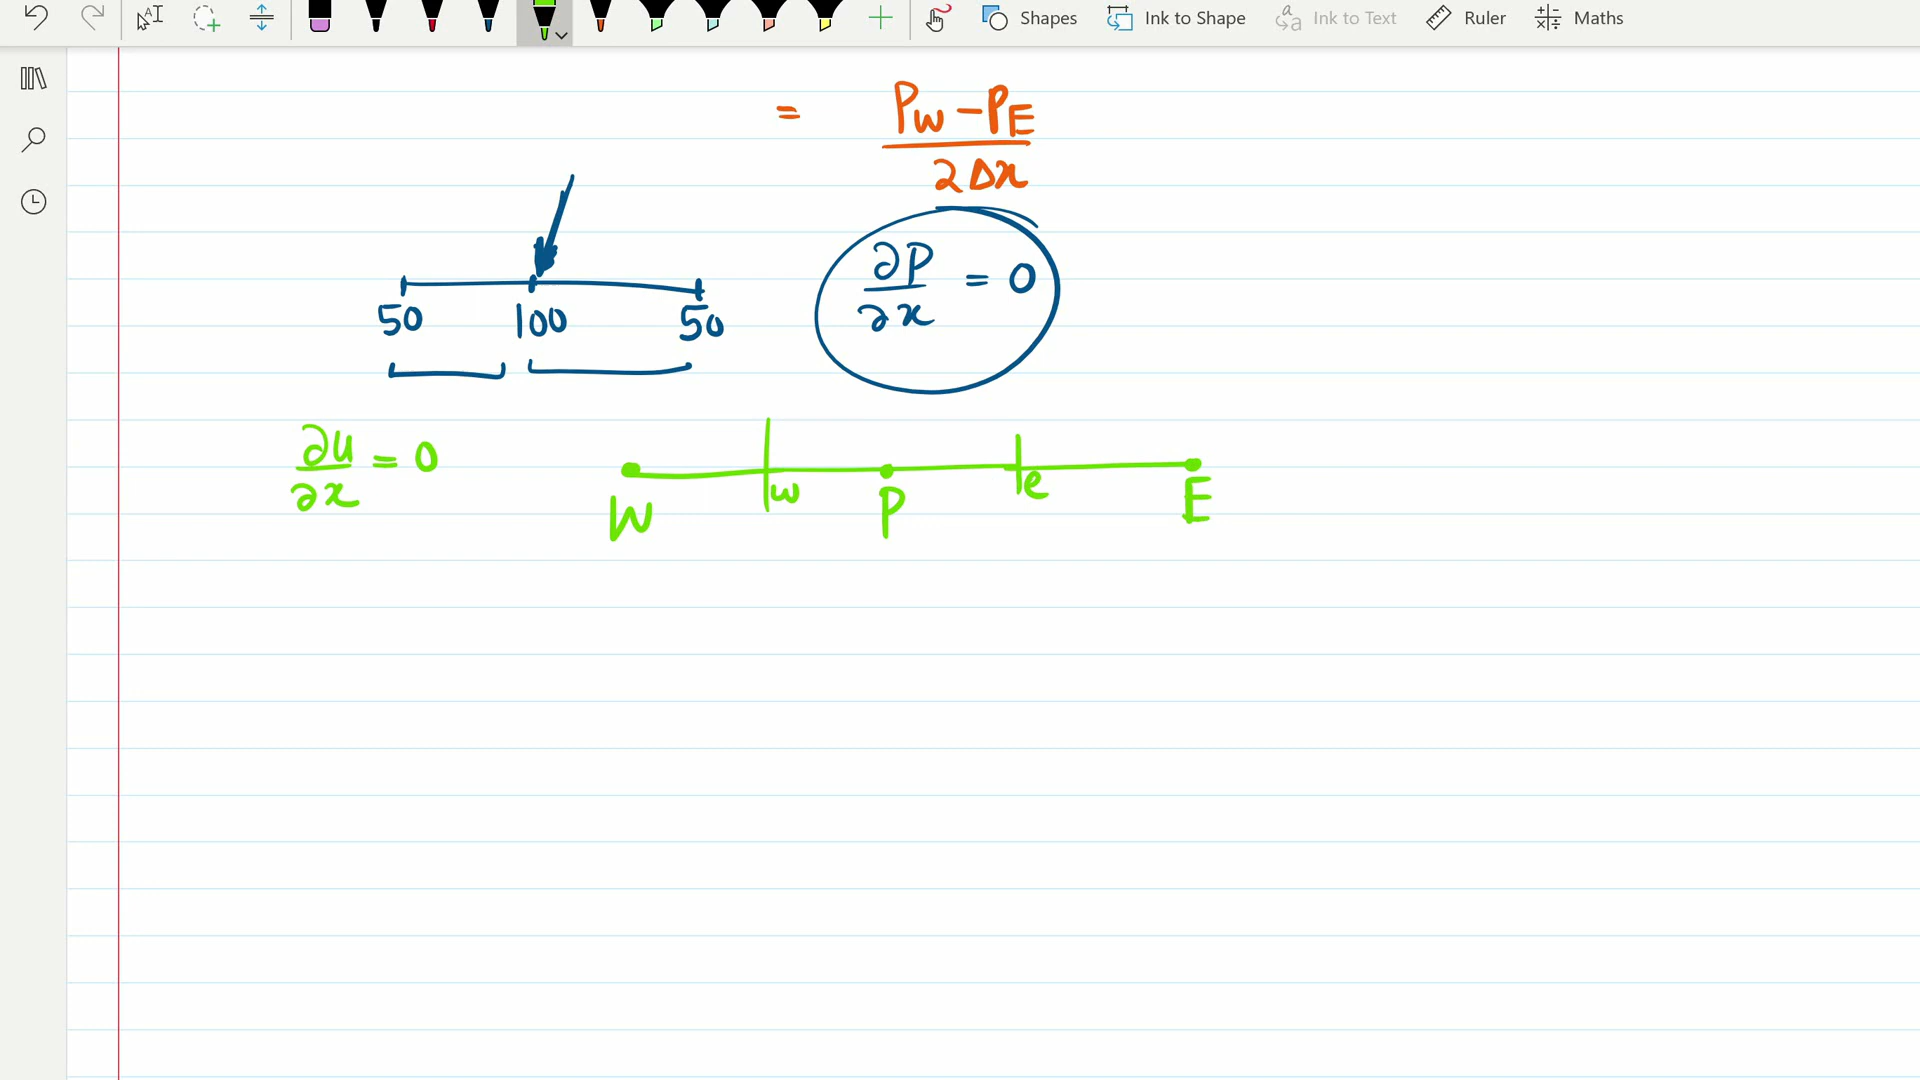 Shapes Ink to Shape Ink to Text Ruler Maths
= PW - PE / 2Δx
50 100 50
∂P/∂x = 0
∂u/∂x = 0
W w P e E